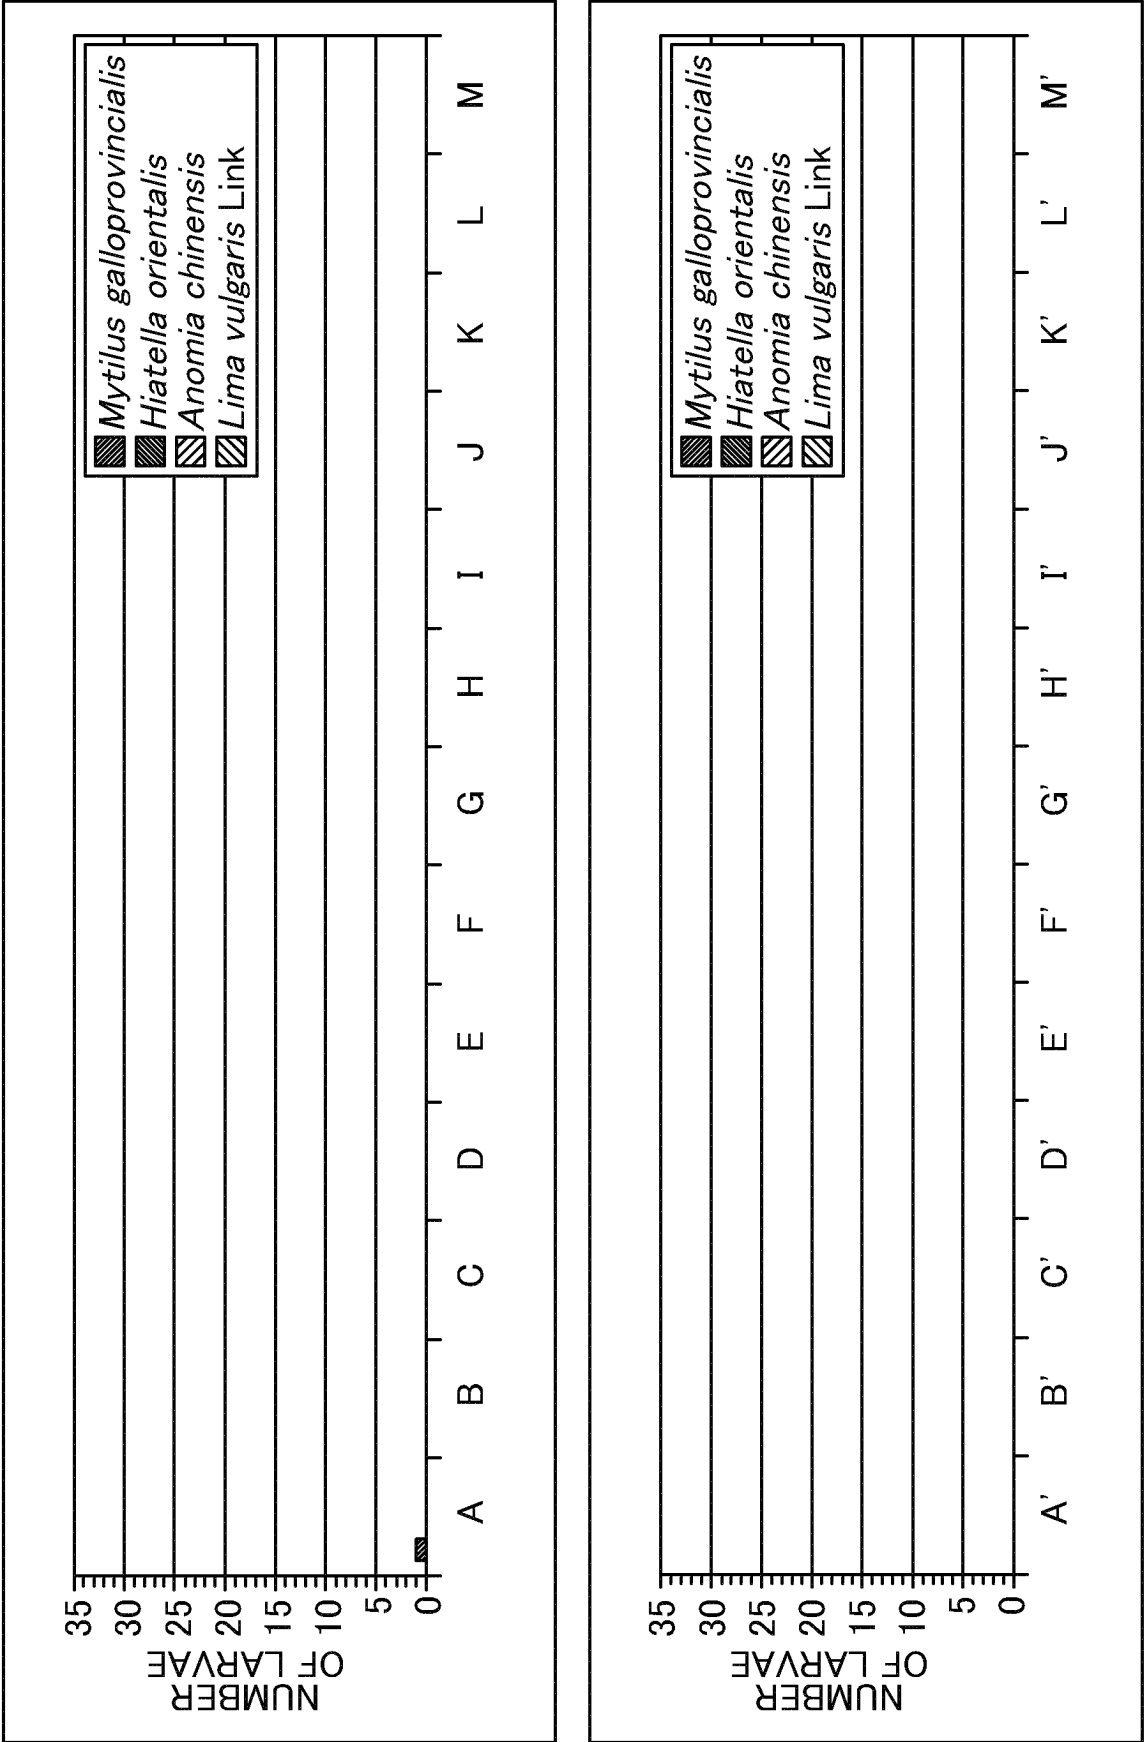 NUMBER
OF LARVAE
35
30
25
20
15
10
5
0
Mytilus galloprovincialis
Hiatella orientalis
Anomia chinensis
Lima vulgaris Link
A B C D E F G H I J K L M
NUMBER
OF LARVAE
35
30
25
20
15
10
5
0
Mytilus galloprovincialis
Hiatella orientalis
Anomia chinensis
Lima vulgaris Link
A' B' C' D' E' F' G' H' I' J' K' L' M'